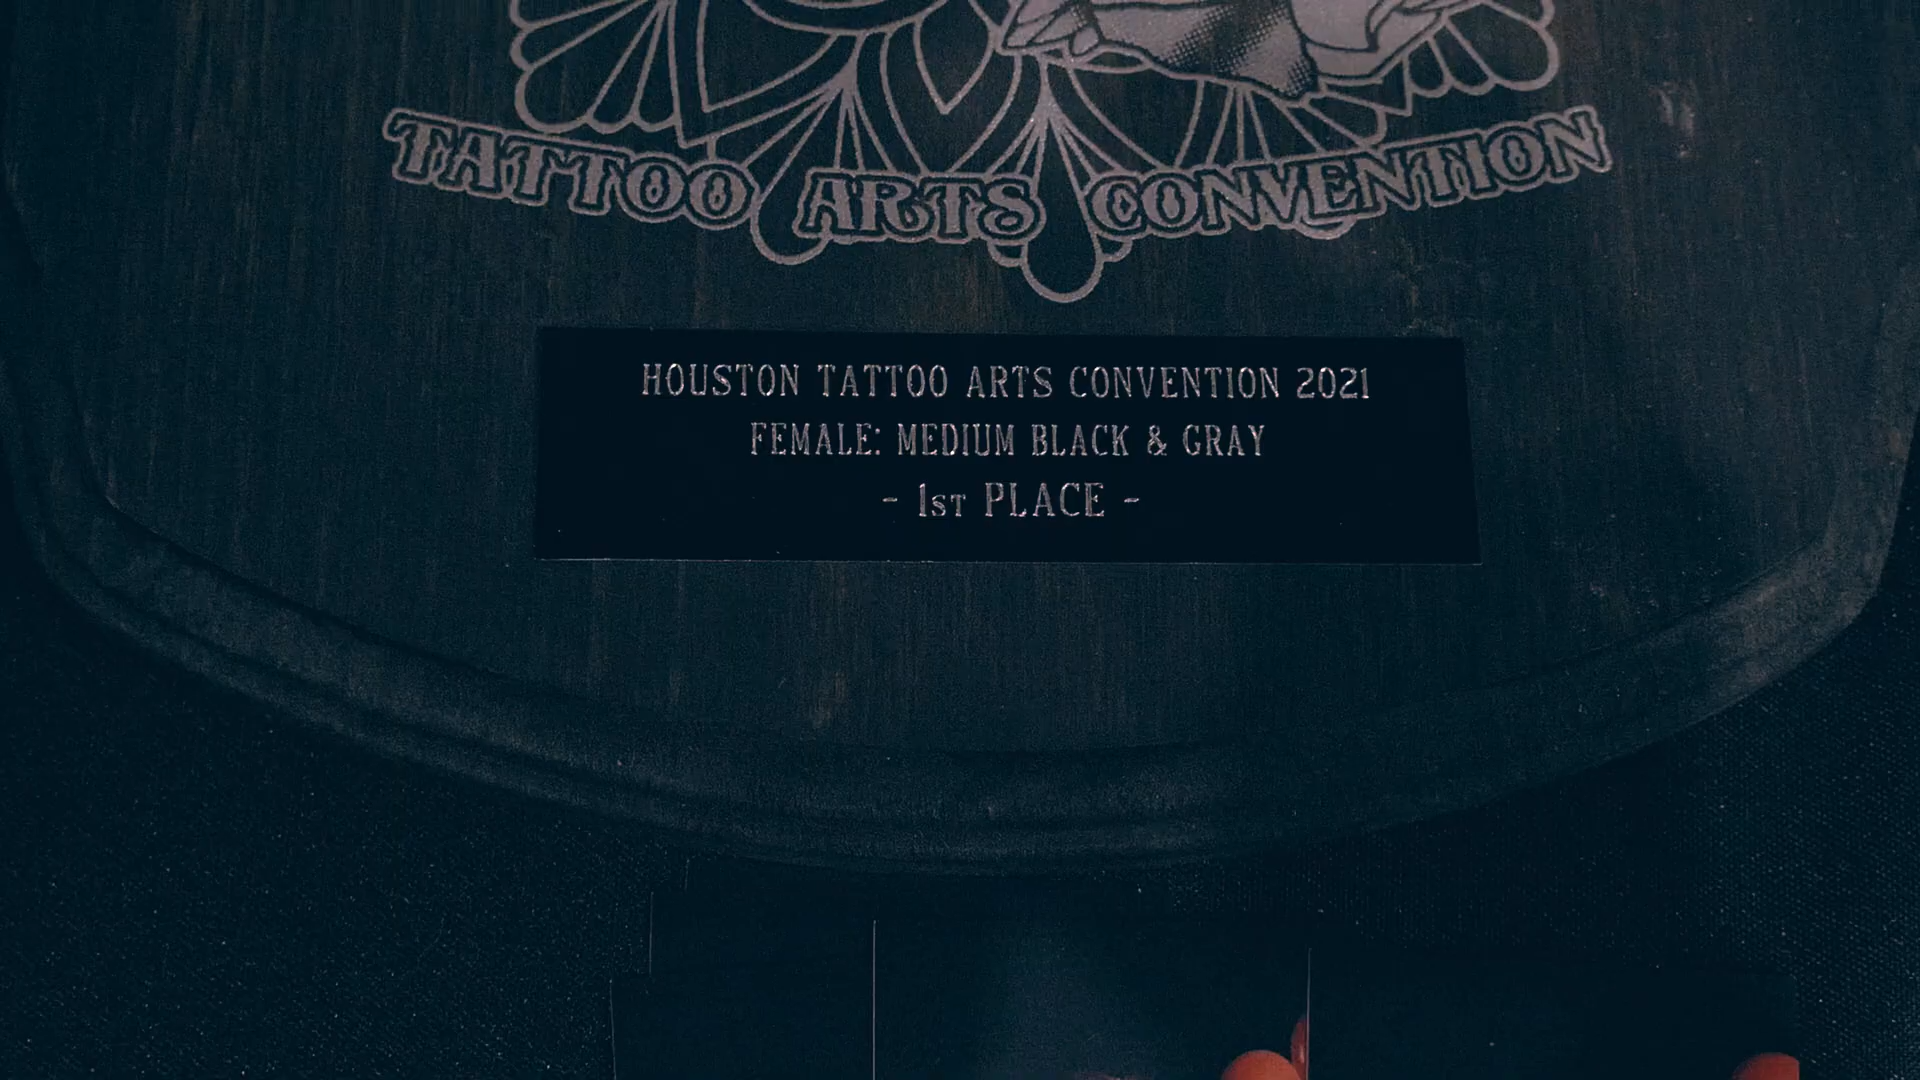 TATTOO ARTS CONVENTION
HOUSTON TATTOO ARTS CONVENTION 2021
FEMALE: MEDIUM BLACK & GRAY
- 1ST PLACE -